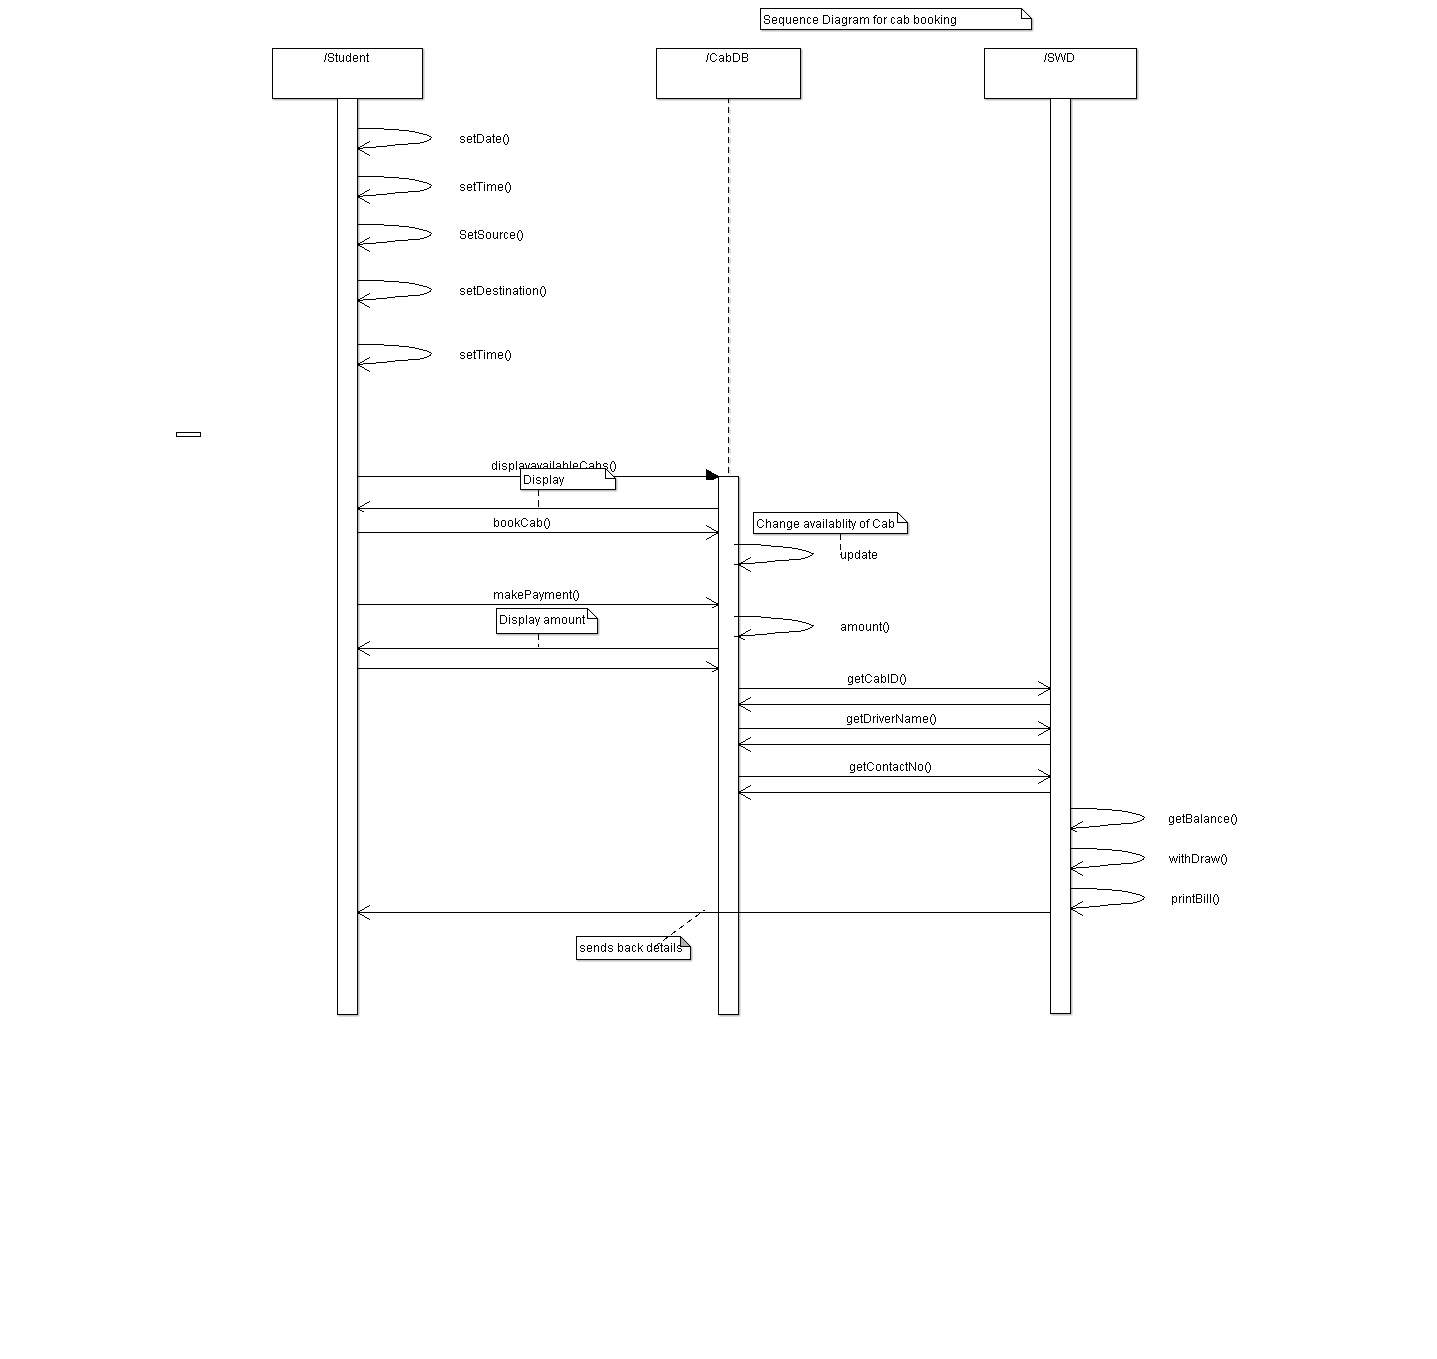 Sequence Diagram for cab booking
/Student
/CabDB
/SWD
setDate()
setTime()
SetSource()
setDestination()
setTime()
displayavailableCabs()
Display
bookCab()
Change availablity of Cab
update
makePayment()
Display amount
amount()
getCabID()
getDriverName()
getContactNo()
getBalance()
withDraw()
printBill()
sends back details